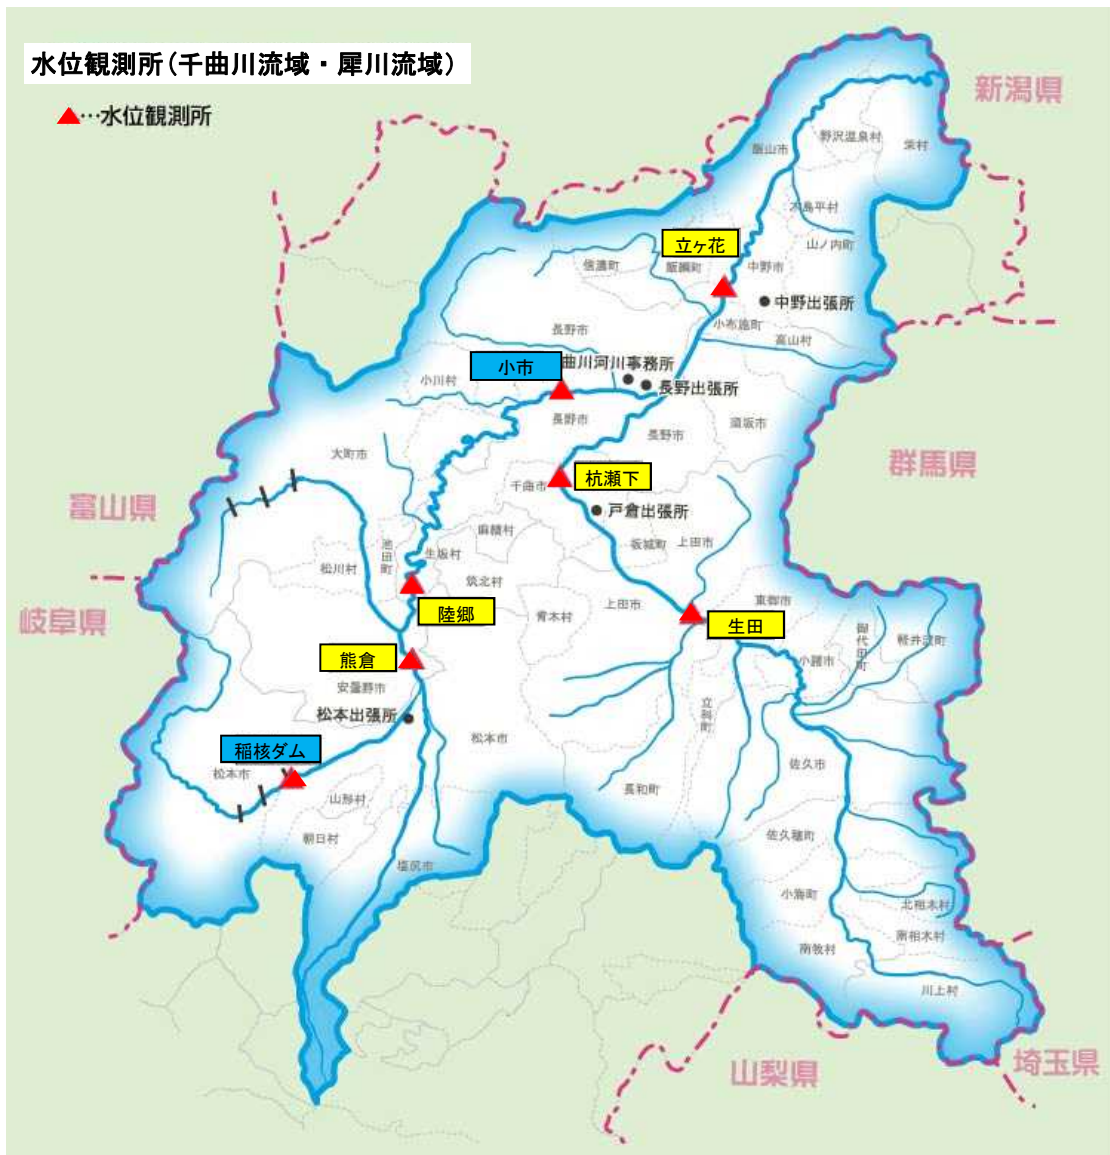 水位観測所（千曲川流域・犀川流域）
▲…水位観測所
新潟県
野沢温泉村
栄村
飯山市
木島平村
山ノ内町
立ヶ花
信濃町
飯綱町
中野市
中野出張所
小布施町
高山村
長野市
小市
曲川河川事務所
長野出張所
小川村
長野市
長野市
須坂市
大町市
群馬県
杭瀬下
千曲市
戸倉出張所
富山県
麻績村
坂城町
上田市
池田町
生坂村
松川村
筑北村
陸郷
青木村
上田市
東御市
生田
岐阜県
御代田町
軽井沢町
小諸市
熊倉
安曇野市
立科町
松本出張所
松本市
稲核ダム
松本市
佐久市
長和町
山形村
朝日村
佐久穂町
塩尻市
小海町
北相木村
南相木村
南牧村
川上村
山梨県
埼玉県